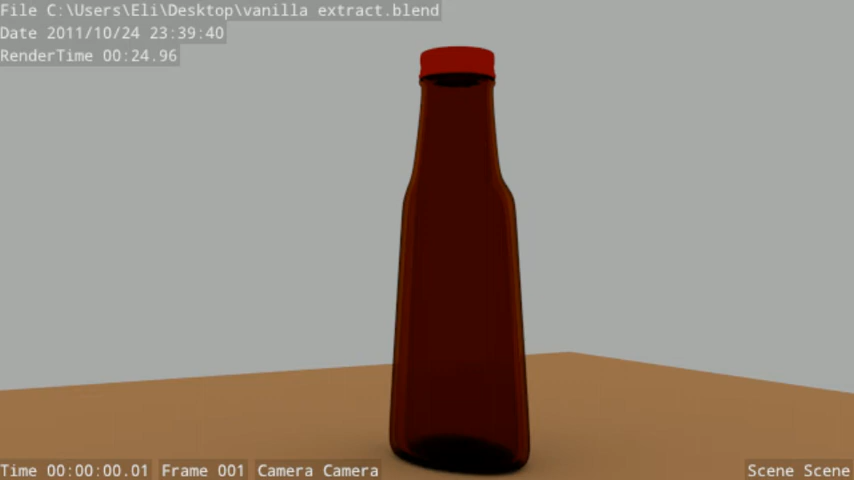 File C:\Users\Eli\Desktop\vanilla extract.blend
Date 2011/10/24 23:39:40
RenderTime 00:24.96
Time 00:00:00.01 Frame 001 Camera Camera Scene Scene